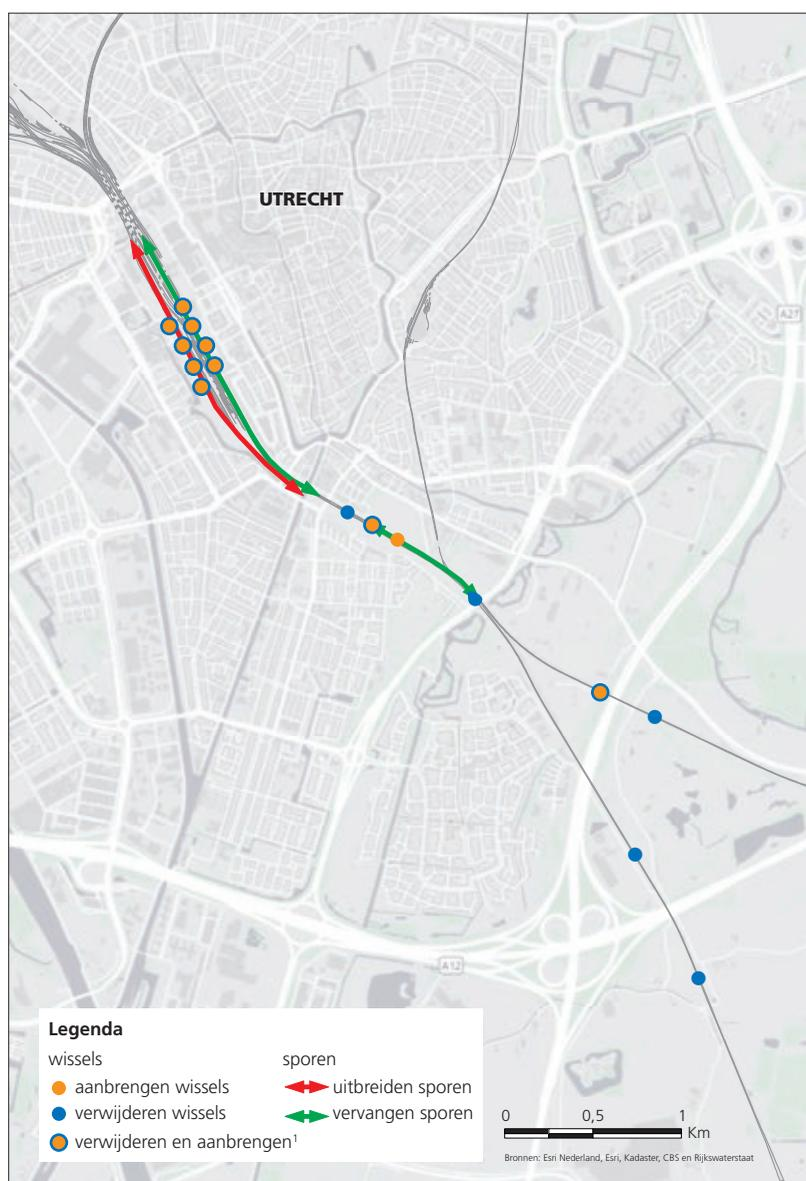 UTRECHT
A27
A12
Legenda
wissels
sporen
aanbrengen wissels
uitbreiden sporen
verwijderen wissels
vervangen sporen
verwijderen en aanbrengen¹
0 0,5 1
Km
Bronnen: Esri Nederland, Esri, Kadaster, CBS en Rijkswaterstaat